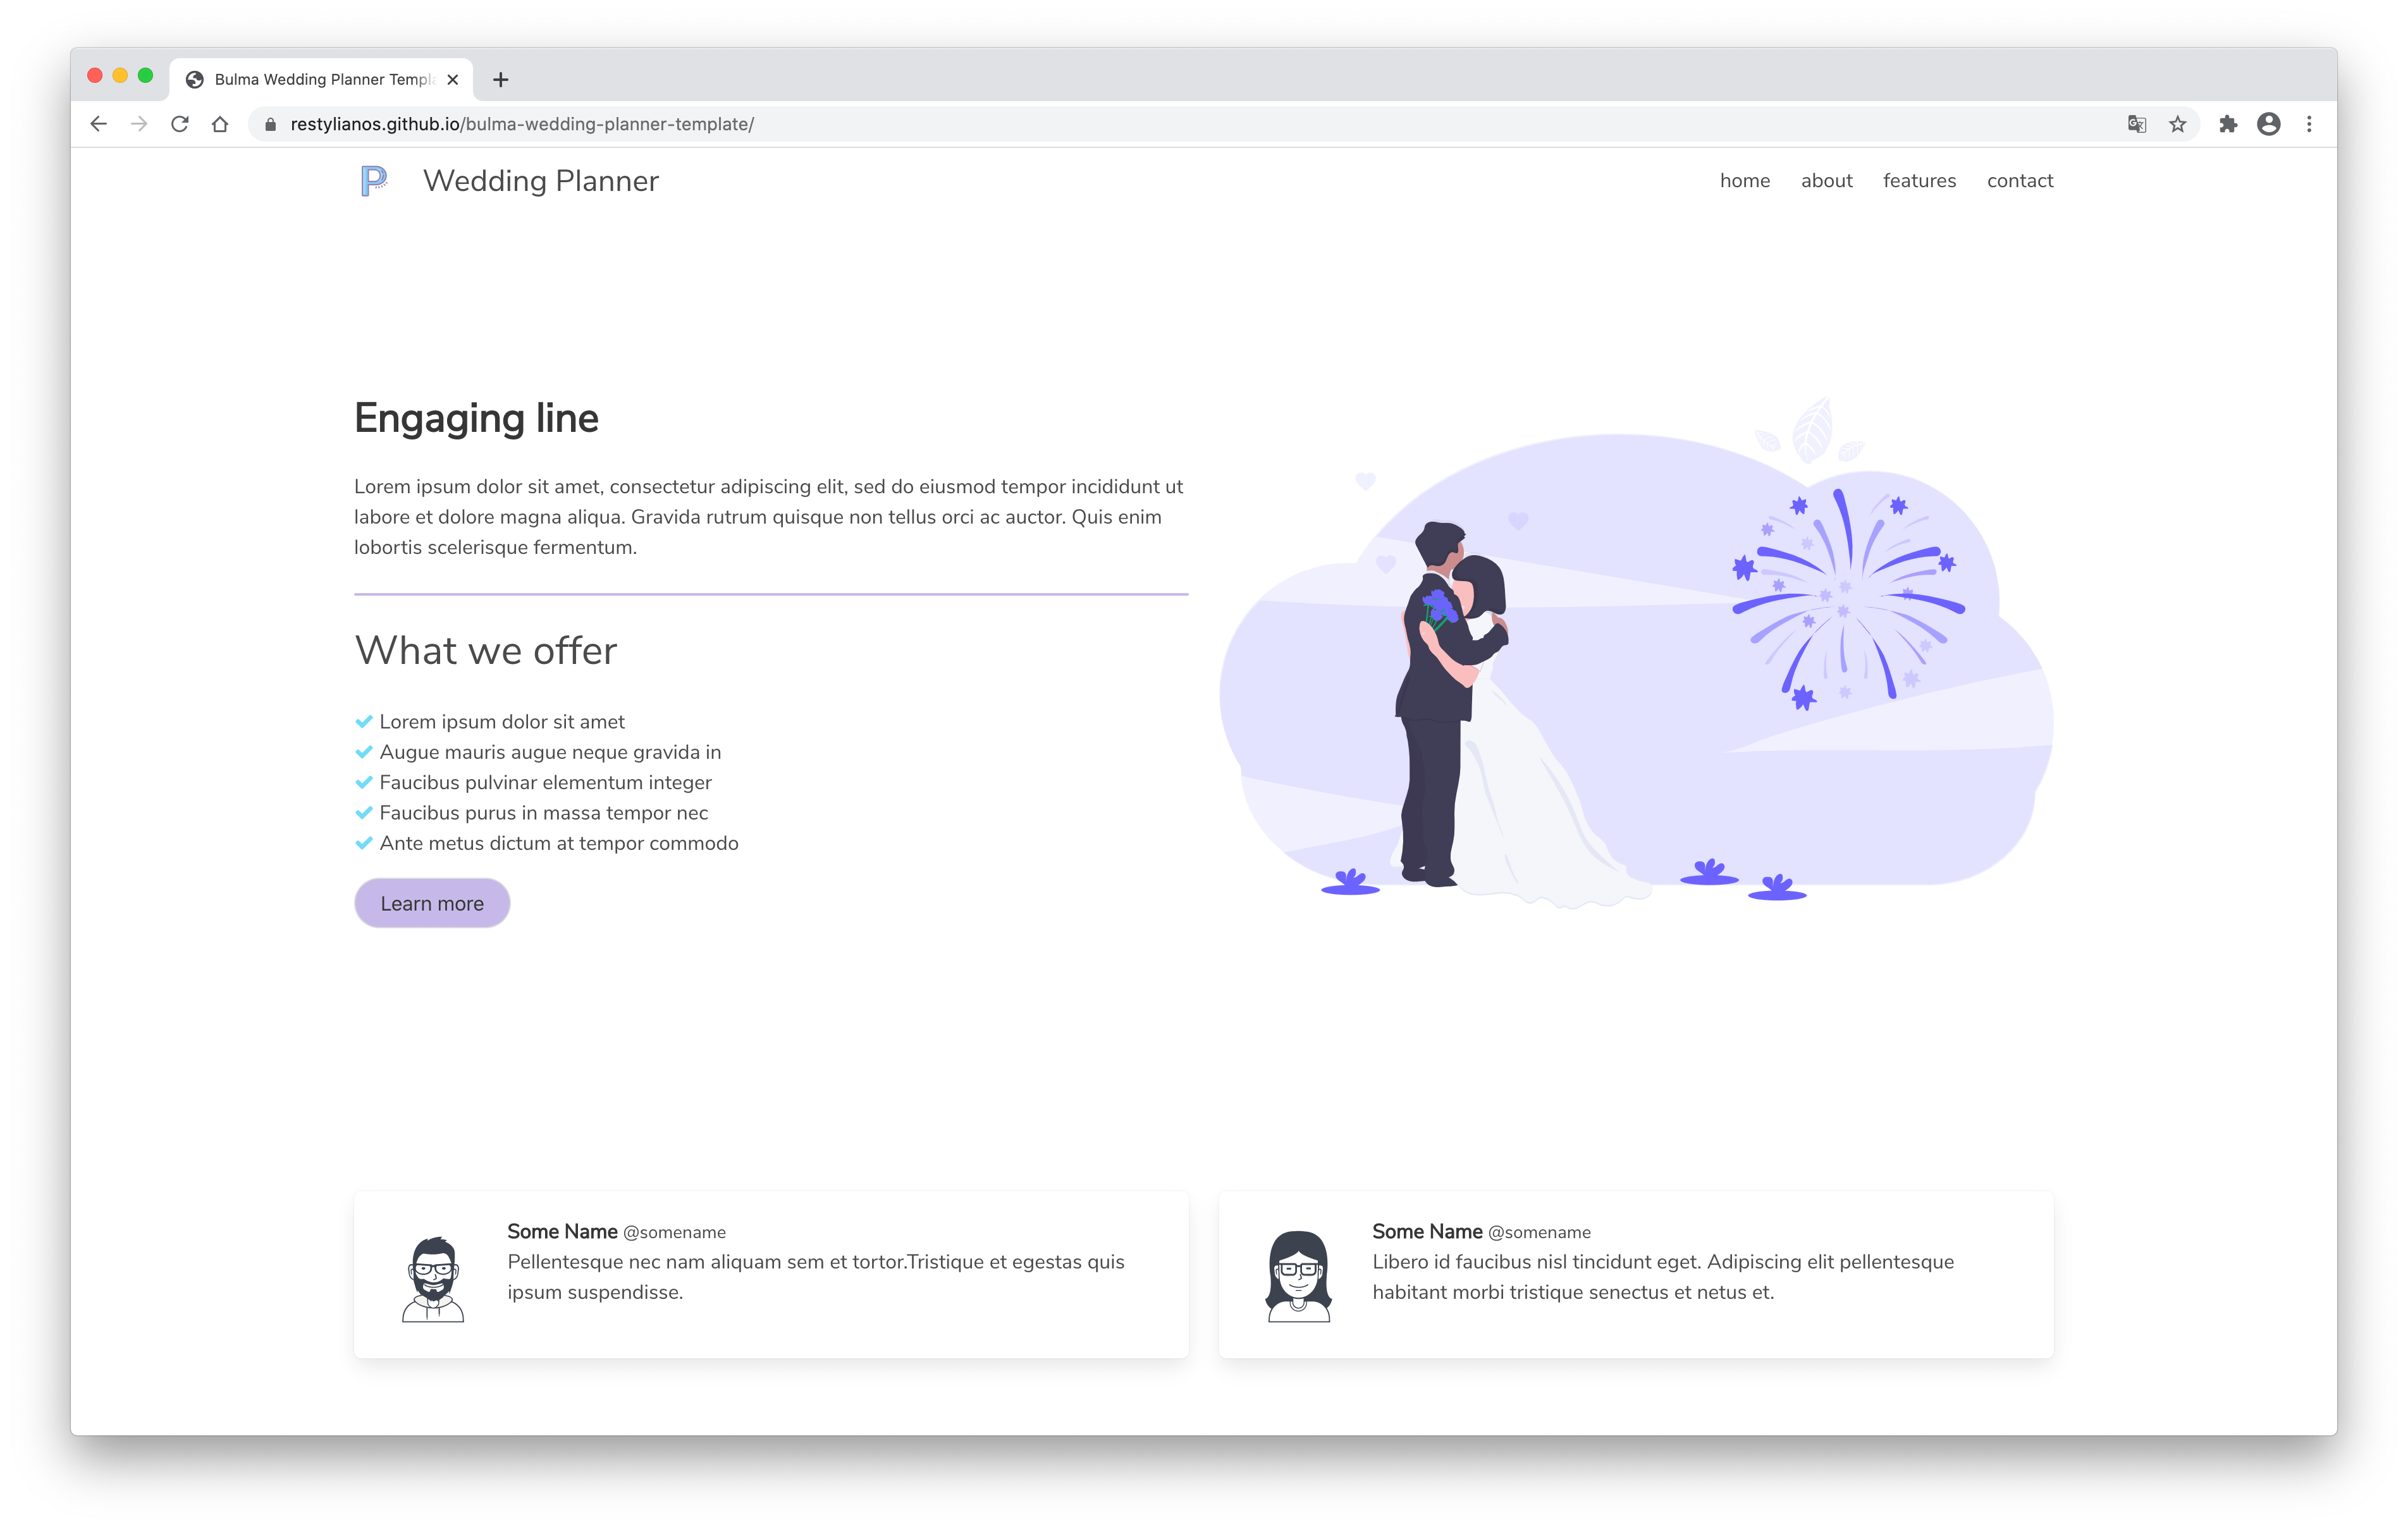 Bulma Wedding Planner Templa
restylianos.github.io/bulma-wedding-planner-template/
P Wedding Planner
home about features contact
Engaging line
Lorem ipsum dolor sit amet, consectetur adipiscing elit, sed do eiusmod tempor incididunt ut
labore et dolore magna aliqua. Gravida rutrum quisque non tellus orci ac auctor. Quis enim
lobortis scelerisque fermentum.
What we offer
Lorem ipsum dolor sit amet
Augue mauris augue neque gravida in
Faucibus pulvinar elementum integer
Faucibus purus in massa tempor nec
Ante metus dictum at tempor commodo
Learn more
Some Name @somename
Pellentesque nec nam aliquam sem et tortor.Tristique et egestas quis
ipsum suspendisse.
Some Name @somename
Libero id faucibus nisl tincidunt eget. Adipiscing elit pellentesque
habitant morbi tristique senectus et netus et.